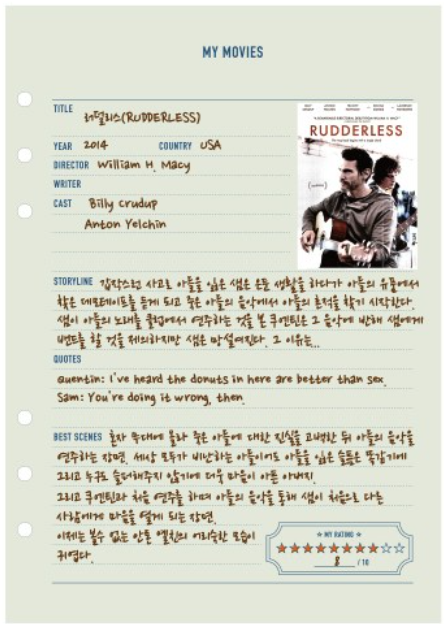 MY MOVIES
TITLE 러덜리스(RUDDERLESS)
YEAR 2014 COUNTRY USA
DIRECTOR William H. Macy
WRITER
CAST Billy Crudup
Anton Yelchin
RUDDERLESS
STORYLINE 갑작스런 사고로 아들을 잃은 샘은 은둔 생활을 하다가 아들의 유품에서
찾은 데모테이프를 듣게 되고 죽은 아들의 음악에서 아들의 흔적을 찾기 시작한다.
샘이 아들의 노래를 클럽에서 연주하는 것을 본 쿠엔틴은 그 음악에 반해 샘에게
밴드를 할 것을 제의하지만 샘은 망설여진다. 그 이유는...
QUOTES
Quentin: I've heard the donuts in here are better than sex.
Sam: You're doing it wrong, then.
BEST SCENES 혼자 무대에 올라 죽은 아들에 대한 진실을 고백한 뒤 아들의 음악을
연주하는 장면. 세상 모두가 비난하는 아들이어도 아들을 잃은 슬픔은 똑같기에
그리고 누구도 슬퍼해주지 않기에 더욱 마음이 아픈 아버지.
그리고 쿠엔틴과 처음 연주를 하며 아들의 음악을 통해 샘이 처음으로 다른
사람에게 마음을 열게 되는 장면.
이제는 볼수 없는 안톤 옐친의 어리숙한 모습이
귀엽다.
★ MY RATING ★
★★★★★★★★☆☆
8 / 10